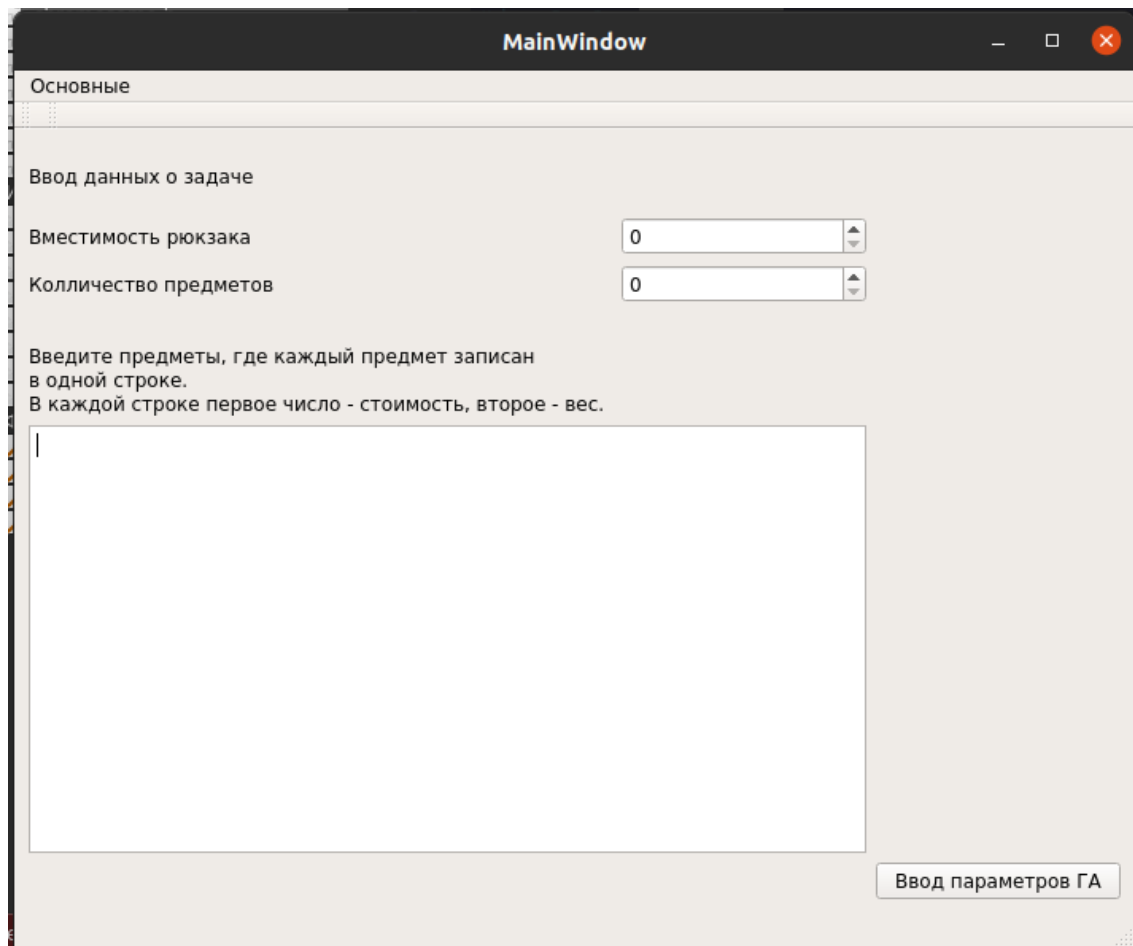 MainWindow
Основные
Ввод данных о задаче
Вместимость рюкзака
0
Колличество предметов
0
Введите предметы, где каждый предмет записан
в одной строке.
В каждой строке первое число - стоимость, второе - вес.
Ввод параметров ГА